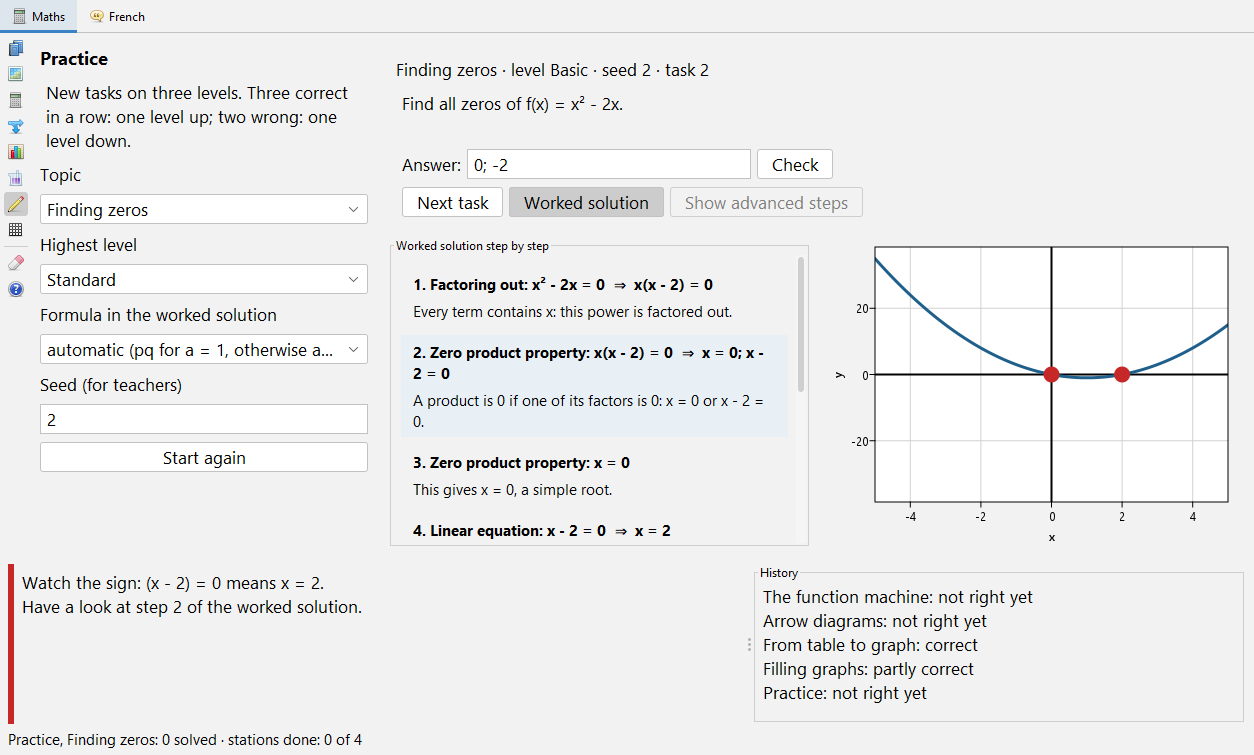 Maths
French
Practice
New tasks on three levels. Three correct
in a row: one level up; two wrong: one
level down.
Topic
Finding zeros
Highest level
Standard
Formula in the worked solution
automatic (pq for a = 1, otherwise a...
Seed (for teachers)
2
Start again
Finding zeros · level Basic · seed 2 · task 2
Find all zeros of f(x) = x² - 2x.
Answer:
0; -2
Check
Next task
Worked solution
Show advanced steps
Worked solution step by step
1. Factoring out: x² - 2x = 0 ⇒ x(x - 2) = 0
Every term contains x: this power is factored out.
2. Zero product property: x(x - 2) = 0 ⇒ x = 0; x -
2 = 0
A product is 0 if one of its factors is 0: x = 0 or x - 2 =
0.
3. Zero product property: x = 0
This gives x = 0, a simple root.
4. Linear equation: x - 2 = 0 ⇒ x = 2
20
0
-20
y
-4
-2
0
2
4
x
Watch the sign: (x - 2) = 0 means x = 2.
Have a look at step 2 of the worked solution.
History
The function machine: not right yet
Arrow diagrams: not right yet
From table to graph: correct
Filling graphs: partly correct
Practice: not right yet
Practice, Finding zeros: 0 solved · stations done: 0 of 4